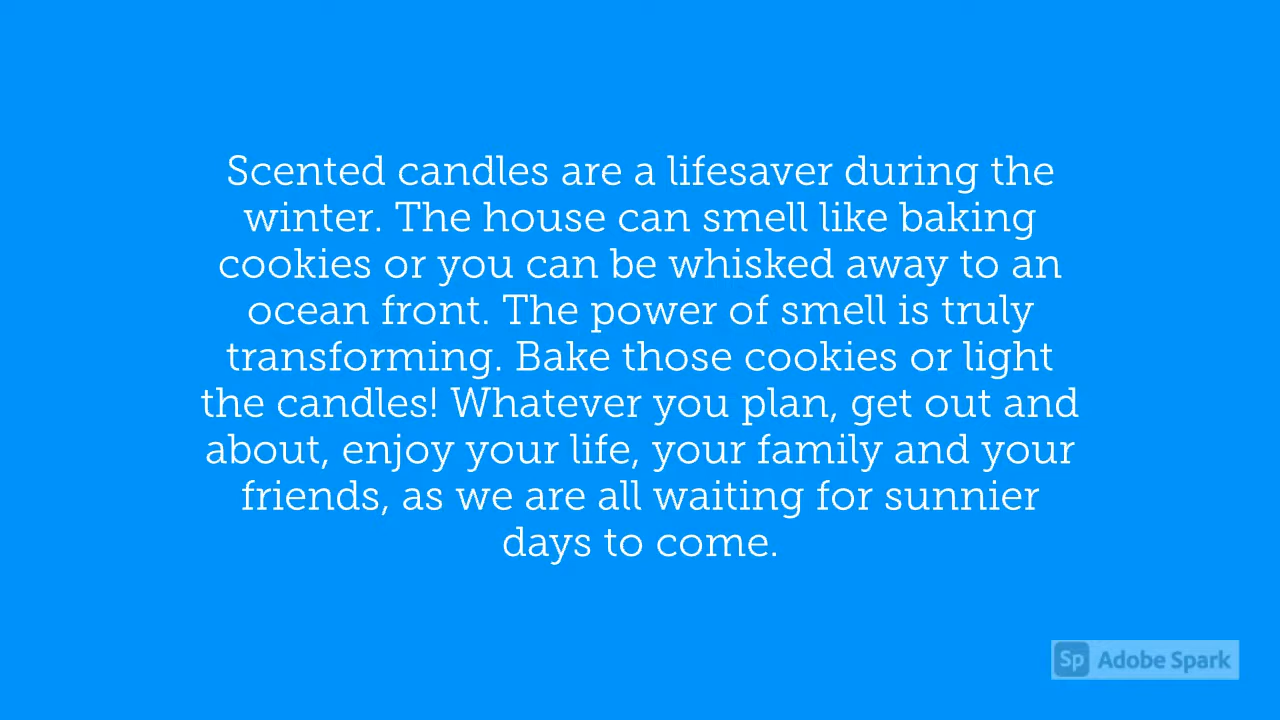 Scented candles are a lifesaver during the
winter. The house can smell like baking
cookies or you can be whisked away to an
ocean front. The power of smell is truly
transforming. Bake those cookies or light
the candles! Whatever you plan, get out and
about, enjoy your life, your family and your
friends, as we are all waiting for sunnier
days to come.
Sp Adobe Spark